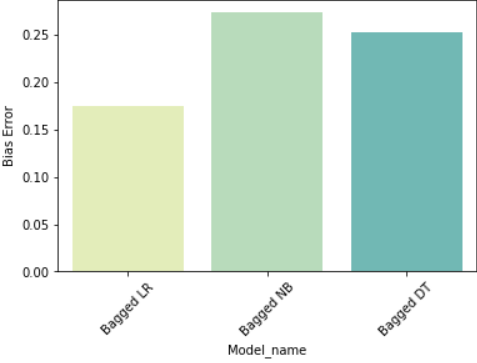 Bias Error
0.25
0.20
0.15
0.10
0.05
0.00
Bagged LR
Bagged NB
Bagged DT
Model_name